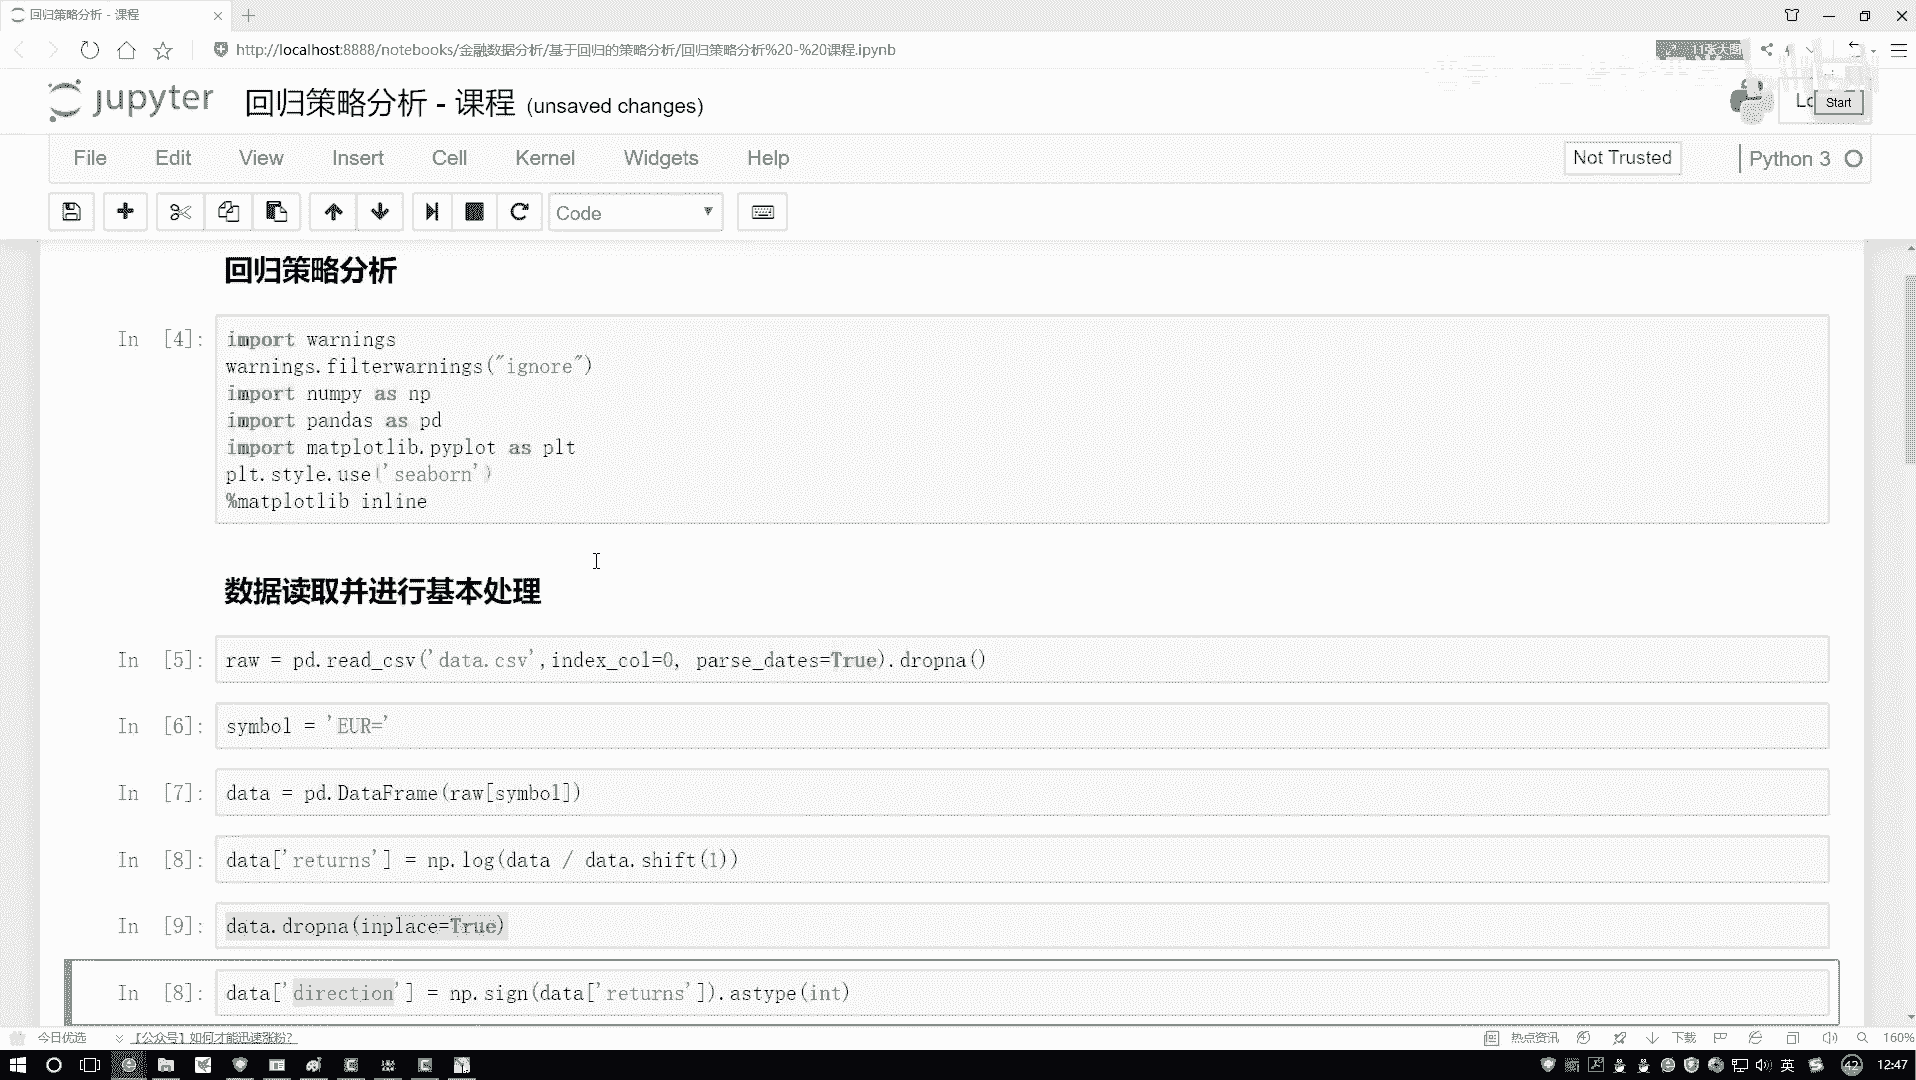 回归策略分析 - 课程
http://localhost:8888/notebooks/金融数据分析/基于回归的策略分析/回归策略分析%20-%20课程.ipynb
11张大图
jupyter 回归策略分析 - 课程 (unsaved changes)
Start
File Edit View Insert Cell Kernel Widgets Help
Not Trusted
Python 3
Code
回归策略分析
In [4]:
import warnings
warnings.filterwarnings("ignore")
import numpy as np
import pandas as pd
import matplotlib.pyplot as plt
plt.style.use('seaborn')
%matplotlib inline
数据读取并进行基本处理
In [5]: raw = pd.read_csv('data.csv',index_col=0, parse_dates=True).dropna()
In [6]: symbol = 'EUR='
In [7]: data = pd.DataFrame(raw[symbol])
In [8]: data['returns'] = np.log(data / data.shift(1))
In [9]: data.dropna(inplace=True)
In [8]: data['direction'] = np.sign(data['returns']).astype(int)
今日优选
【公众号】如何才能迅速涨粉?
热点资讯
下载
160%
英
42
12:47